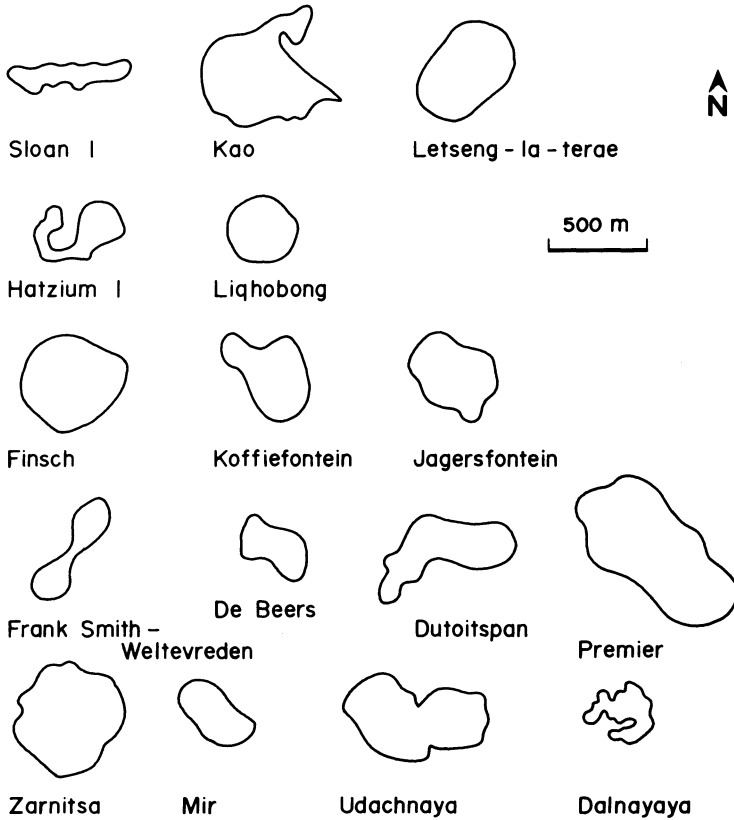 N
Sloan I Kao Letseng - la - terae
500 m
Hatzium I Liqhobong
Finsch Koffiefontein Jagersfontein
De Beers
Frank Smith - Dutoitspan
Weltevreden Premier
Zarnitsa Mir Udachnaya Dalnayaya